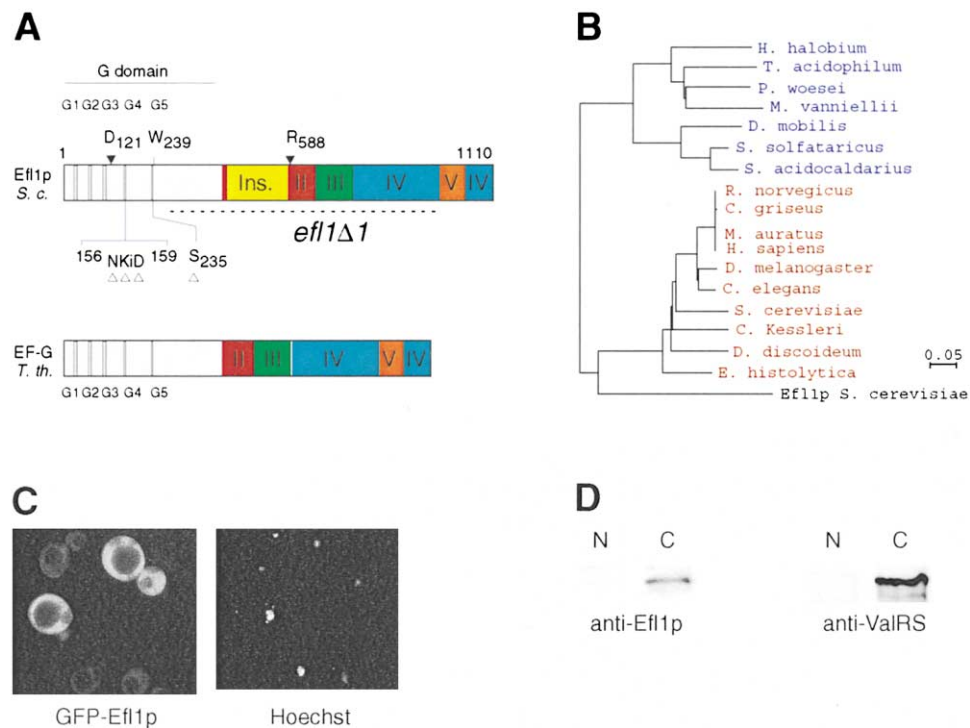 A
G domain
G1 G2 G3 G4 G5
D121 W239 R588
1 1110
Efl1p
S. c.
Ins. II III IV V IV
efl1Δ1
156 NKiD 159 S235
EF-G
T. th.
II III IV V IV
G1 G2 G3 G4 G5
B
H. halobium
T. acidophilum
P. woesei
M. vanniellii
D. mobilis
S. solfataricus
S. acidocaldarius
R. norvegicus
C. griseus
M. auratus
H. sapiens
D. melanogaster
C. elegans
S. cerevisiae
C. Kessleri
D. discoideum
E. histolytica
Efl1p S. cerevisiae
0.05
C
GFP-Efl1p Hoechst
D
N C N C
anti-Efl1p anti-ValRS